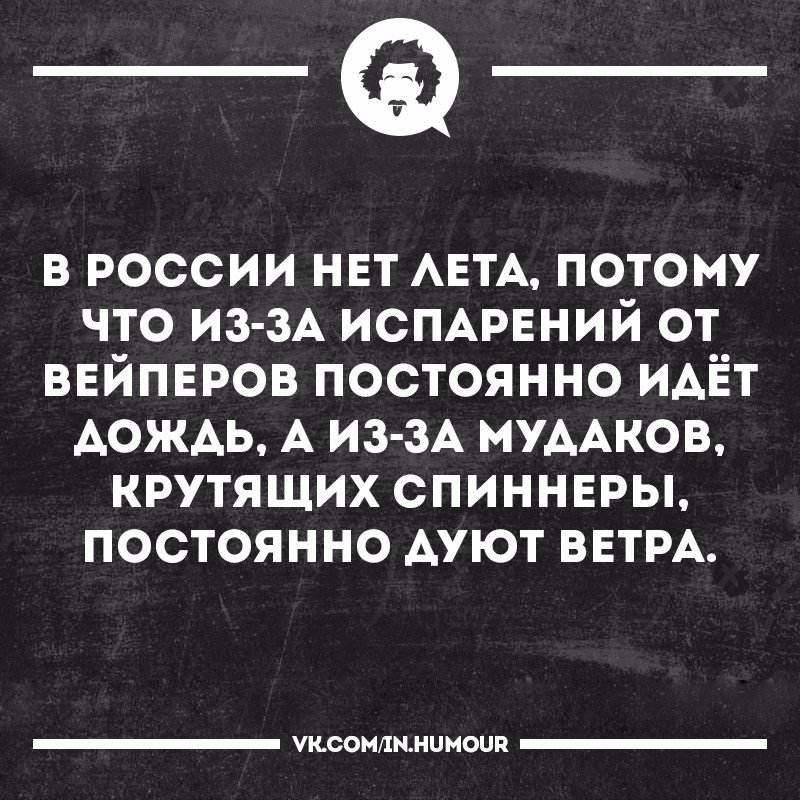 В РОССИИ НЕТ ЛЕТА, ПОТОМУ
ЧТО ИЗ-ЗА ИСПАРЕНИЙ ОТ
ВЕЙПЕРОВ ПОСТОЯННО ИДЁТ
ДОЖДЬ, А ИЗ-ЗА МУДАКОВ,
КРУТЯЩИХ СПИННЕРЫ,
ПОСТОЯННО ДУЮТ ВЕТРА.
VK.COM/IN.HUMOUR